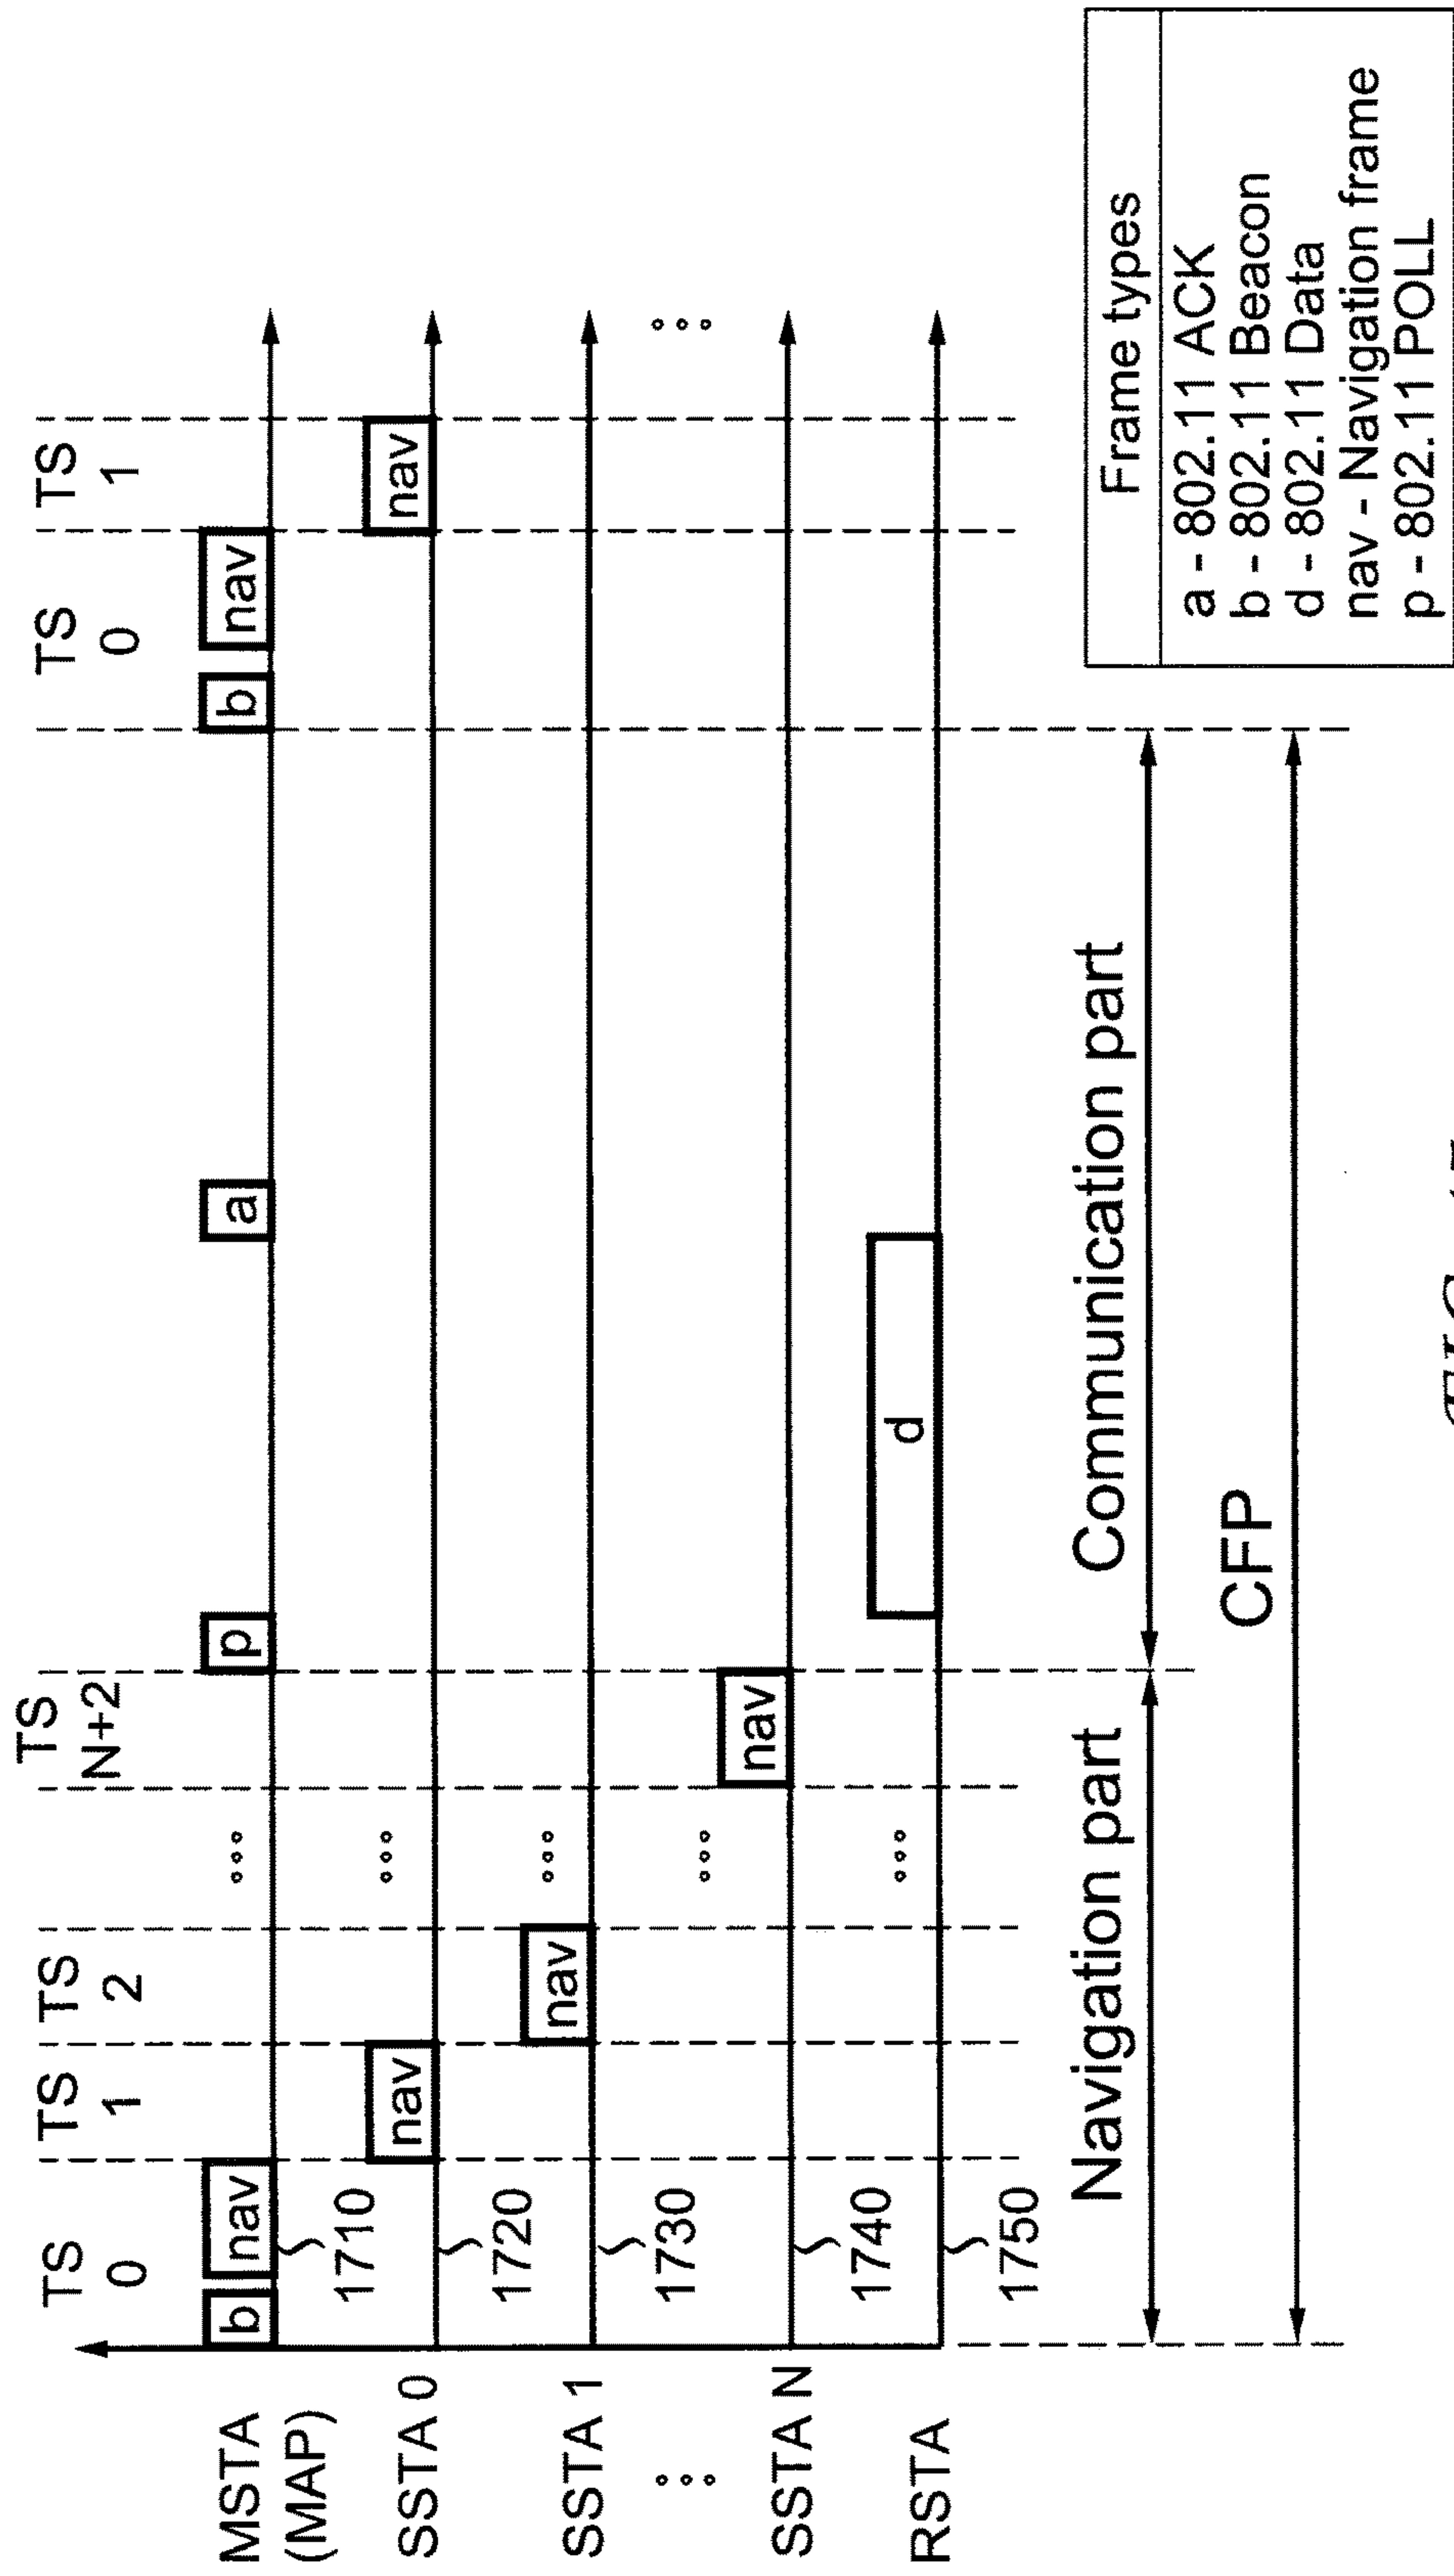 TS TS TS TS TS TS
0 1 2 N+2 0 1
MSTA
(MAP)
b nav p a b nav
1710
SSTA 0
nav nav
1720
SSTA 1
nav
1730
SSTA N
nav
1740
RSTA
d
1750
Navigation part Communication part
CFP
Frame types
a - 802.11 ACK
b - 802.11 Beacon
d - 802.11 Data
nav - Navigation frame
p - 802.11 POLL